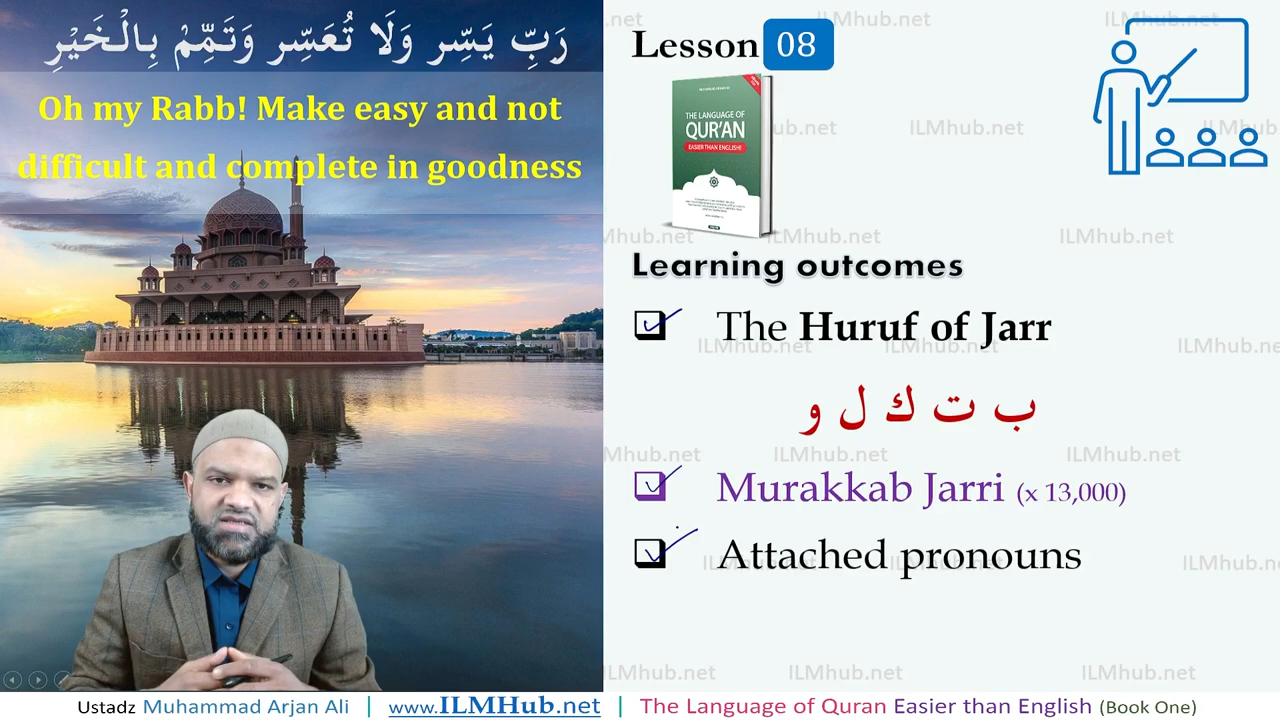 رَبِّ يَسِّر وَلَا تُعَسِّر وَتَمِّمْ بِالْخَيْرِ
Oh my Rabb! Make easy and not
difficult and complete in goodness
Lesson 08
THE LANGUAGE OF
QUR'AN
EASIER THAN ENGLISH!
Learning outcomes
The Huruf of Jarr
ب ت ك ل و
Murakkab Jarri (x 13,000)
Attached pronouns
ILMhub.net
Ustadz Muhammad Arjan Ali | www.ILMHub.net | The Language of Quran Easier than English (Book One)